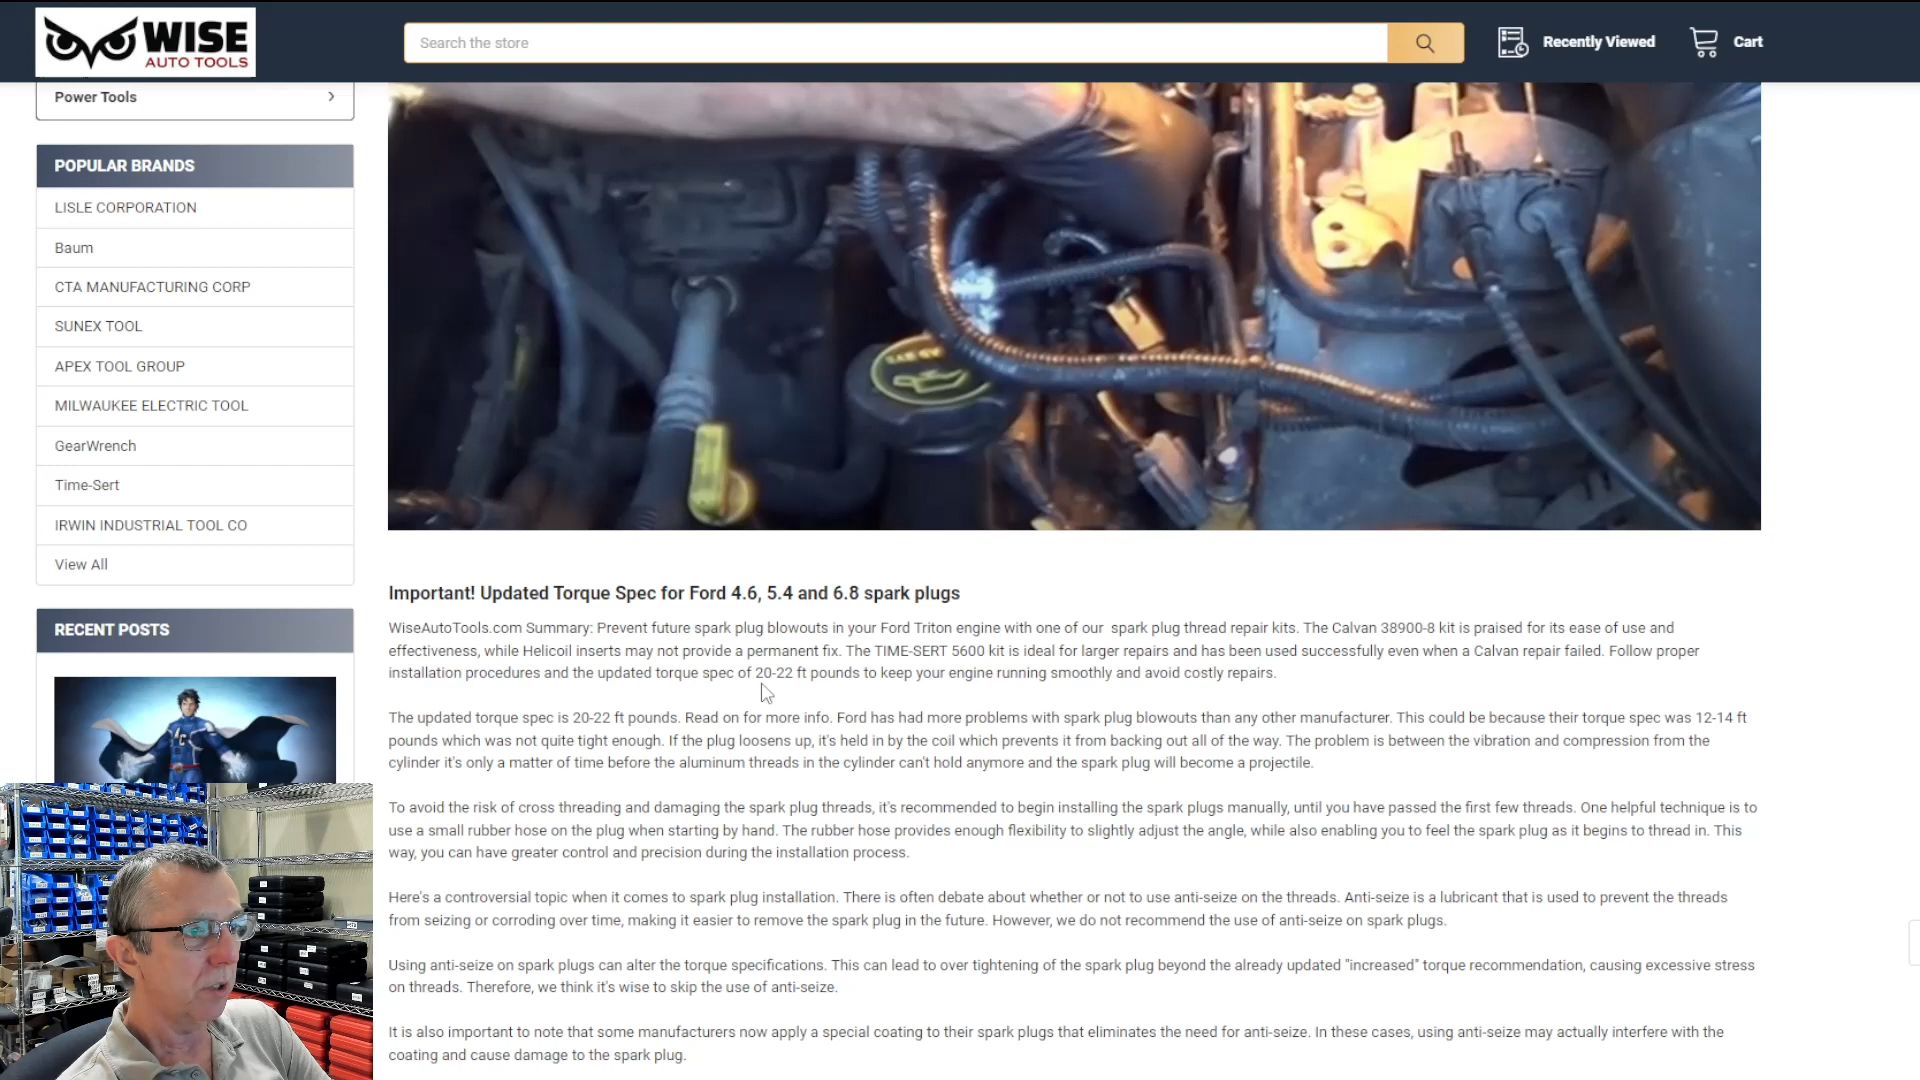 WISE
AUTO TOOLS
Search the store
Recently Viewed
Cart
Power Tools
POPULAR BRANDS
LISLE CORPORATION
Baum
CTA MANUFACTURING CORP
SUNEX TOOL
APEX TOOL GROUP
MILWAUKEE ELECTRIC TOOL
GearWrench
Time-Sert
IRWIN INDUSTRIAL TOOL CO
View All
RECENT POSTS
Important! Updated Torque Spec for Ford 4.6, 5.4 and 6.8 spark plugs
WiseAutoTools.com Summary: Prevent future spark plug blowouts in your Ford Triton engine with one of our spark plug thread repair kits. The Calvan 38900-8 kit is praised for its ease of use and
effectiveness, while Helicoil inserts may not provide a permanent fix. The TIME-SERT 5600 kit is ideal for larger repairs and has been used successfully even when a Calvan repair failed. Follow proper
installation procedures and the updated torque spec of 20-22 ft pounds to keep your engine running smoothly and avoid costly repairs.
The updated torque spec is 20-22 ft pounds. Read on for more info. Ford has had more problems with spark plug blowouts than any other manufacturer. This could be because their torque spec was 12-14 ft
pounds which was not quite tight enough. If the plug loosens up, it's held in by the coil which prevents it from backing out all of the way. The problem is between the vibration and compression from the
cylinder it's only a matter of time before the aluminum threads in the cylinder can't hold anymore and the spark plug will become a projectile.
To avoid the risk of cross threading and damaging the spark plug threads, it's recommended to begin installing the spark plugs manually, until you have passed the first few threads. One helpful technique is to
use a small rubber hose on the plug when starting by hand. The rubber hose provides enough flexibility to slightly adjust the angle, while also enabling you to feel the spark plug as it begins to thread in. This
way, you can have greater control and precision during the installation process.
Here's a controversial topic when it comes to spark plug installation. There is often debate about whether or not to use anti-seize on the threads. Anti-seize is a lubricant that is used to prevent the threads
from seizing or corroding over time, making it easier to remove the spark plug in the future. However, we do not recommend the use of anti-seize on spark plugs.
Using anti-seize on spark plugs can alter the torque specifications. This can lead to over tightening of the spark plug beyond the already updated "increased" torque recommendation, causing excessive stress
on threads. Therefore, we think it's wise to skip the use of anti-seize.
It is also important to note that some manufacturers now apply a special coating to their spark plugs that eliminates the need for anti-seize. In these cases, using anti-seize may actually interfere with the
coating and cause damage to the spark plug.